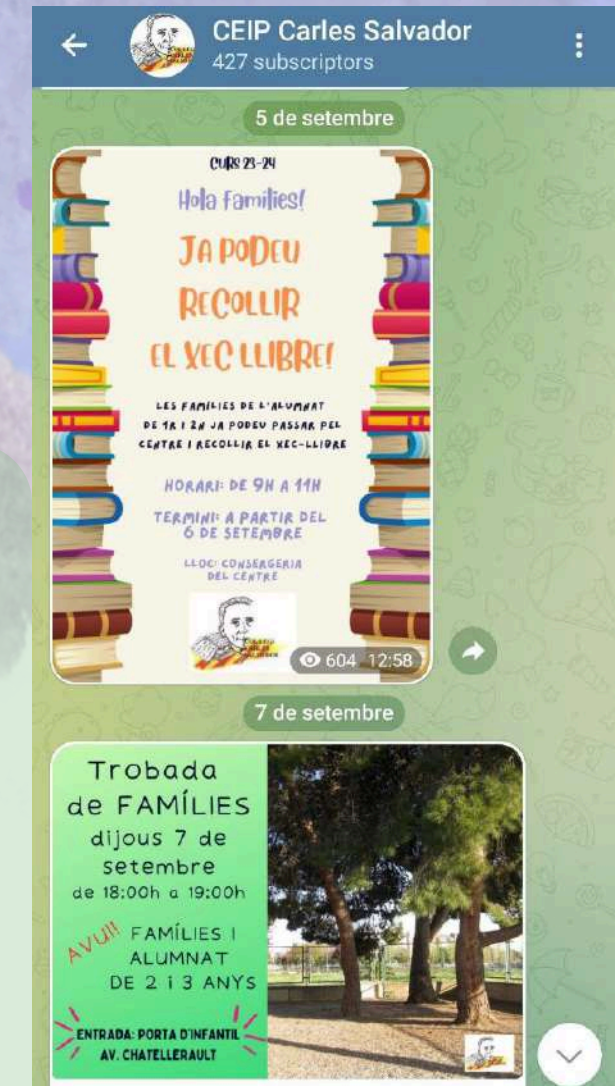 CEIP Carles Salvador
427 subscriptors
5 de setembre
CURS 23-24
Hola Famílies!
JA PODEU
RECOLLIR
EL XEC LLIBRE!
LES FAMÍLIES DE L'ALUMNAT
DE 1R I 2N JA PODEU PASSAR PEL
CENTRE I RECOLLIR EL XEC-LLIBRE
HORARI: DE 9H A 11H
TERMINI: A PARTIR DEL
6 DE SETEMBRE
LLOC: CONSERGERIA
DEL CENTRE
604 12:58
7 de setembre
Trobada
de FAMÍLIES
dijous 7 de
setembre
de 18:00h a 19:00h
AVUI!
FAMÍLIES I
ALUMNAT
DE 2 i 3 ANYS
ENTRADA: PORTA D'INFANTIL
AV. CHATELLERAULT